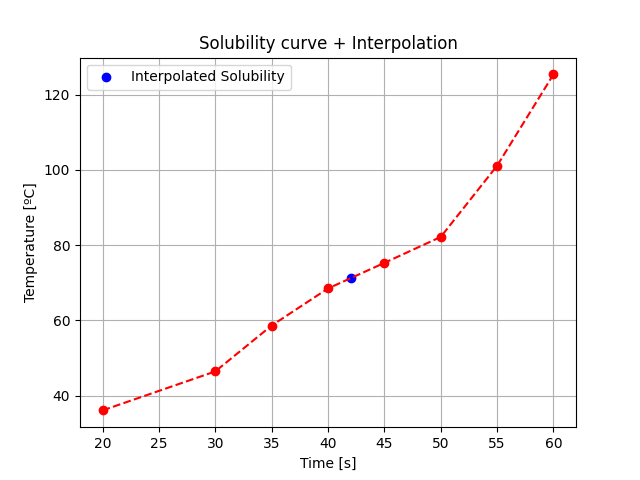 Solubility curve + Interpolation
Interpolated Solubility
120
100
80
60
40
Temperature [ºC]
20 25 30 35 40 45 50 55 60
Time [s]